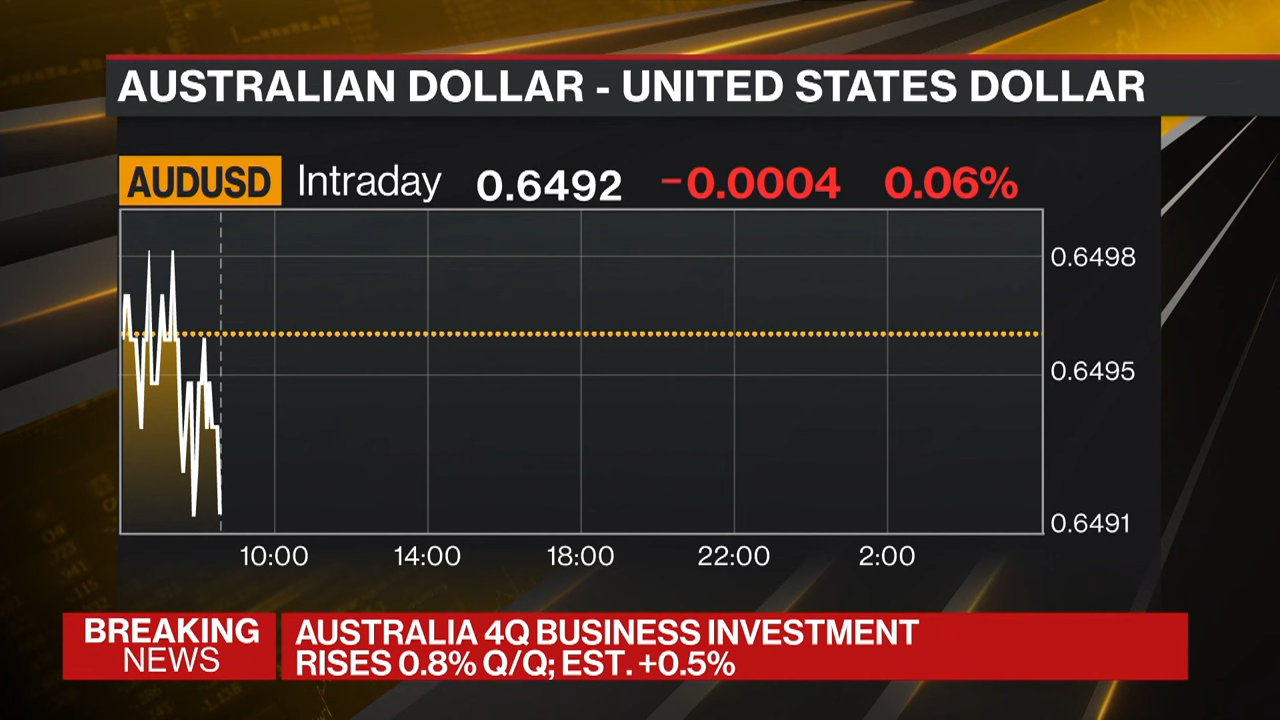 AUSTRALIAN DOLLAR - UNITED STATES DOLLAR
AUDUSD Intraday 0.6492 -0.0004 0.06%
0.6498
0.6495
0.6491
10:00 14:00 18:00 22:00 2:00
BREAKING NEWS
AUSTRALIA 4Q BUSINESS INVESTMENT
RISES 0.8% Q/Q; EST. +0.5%